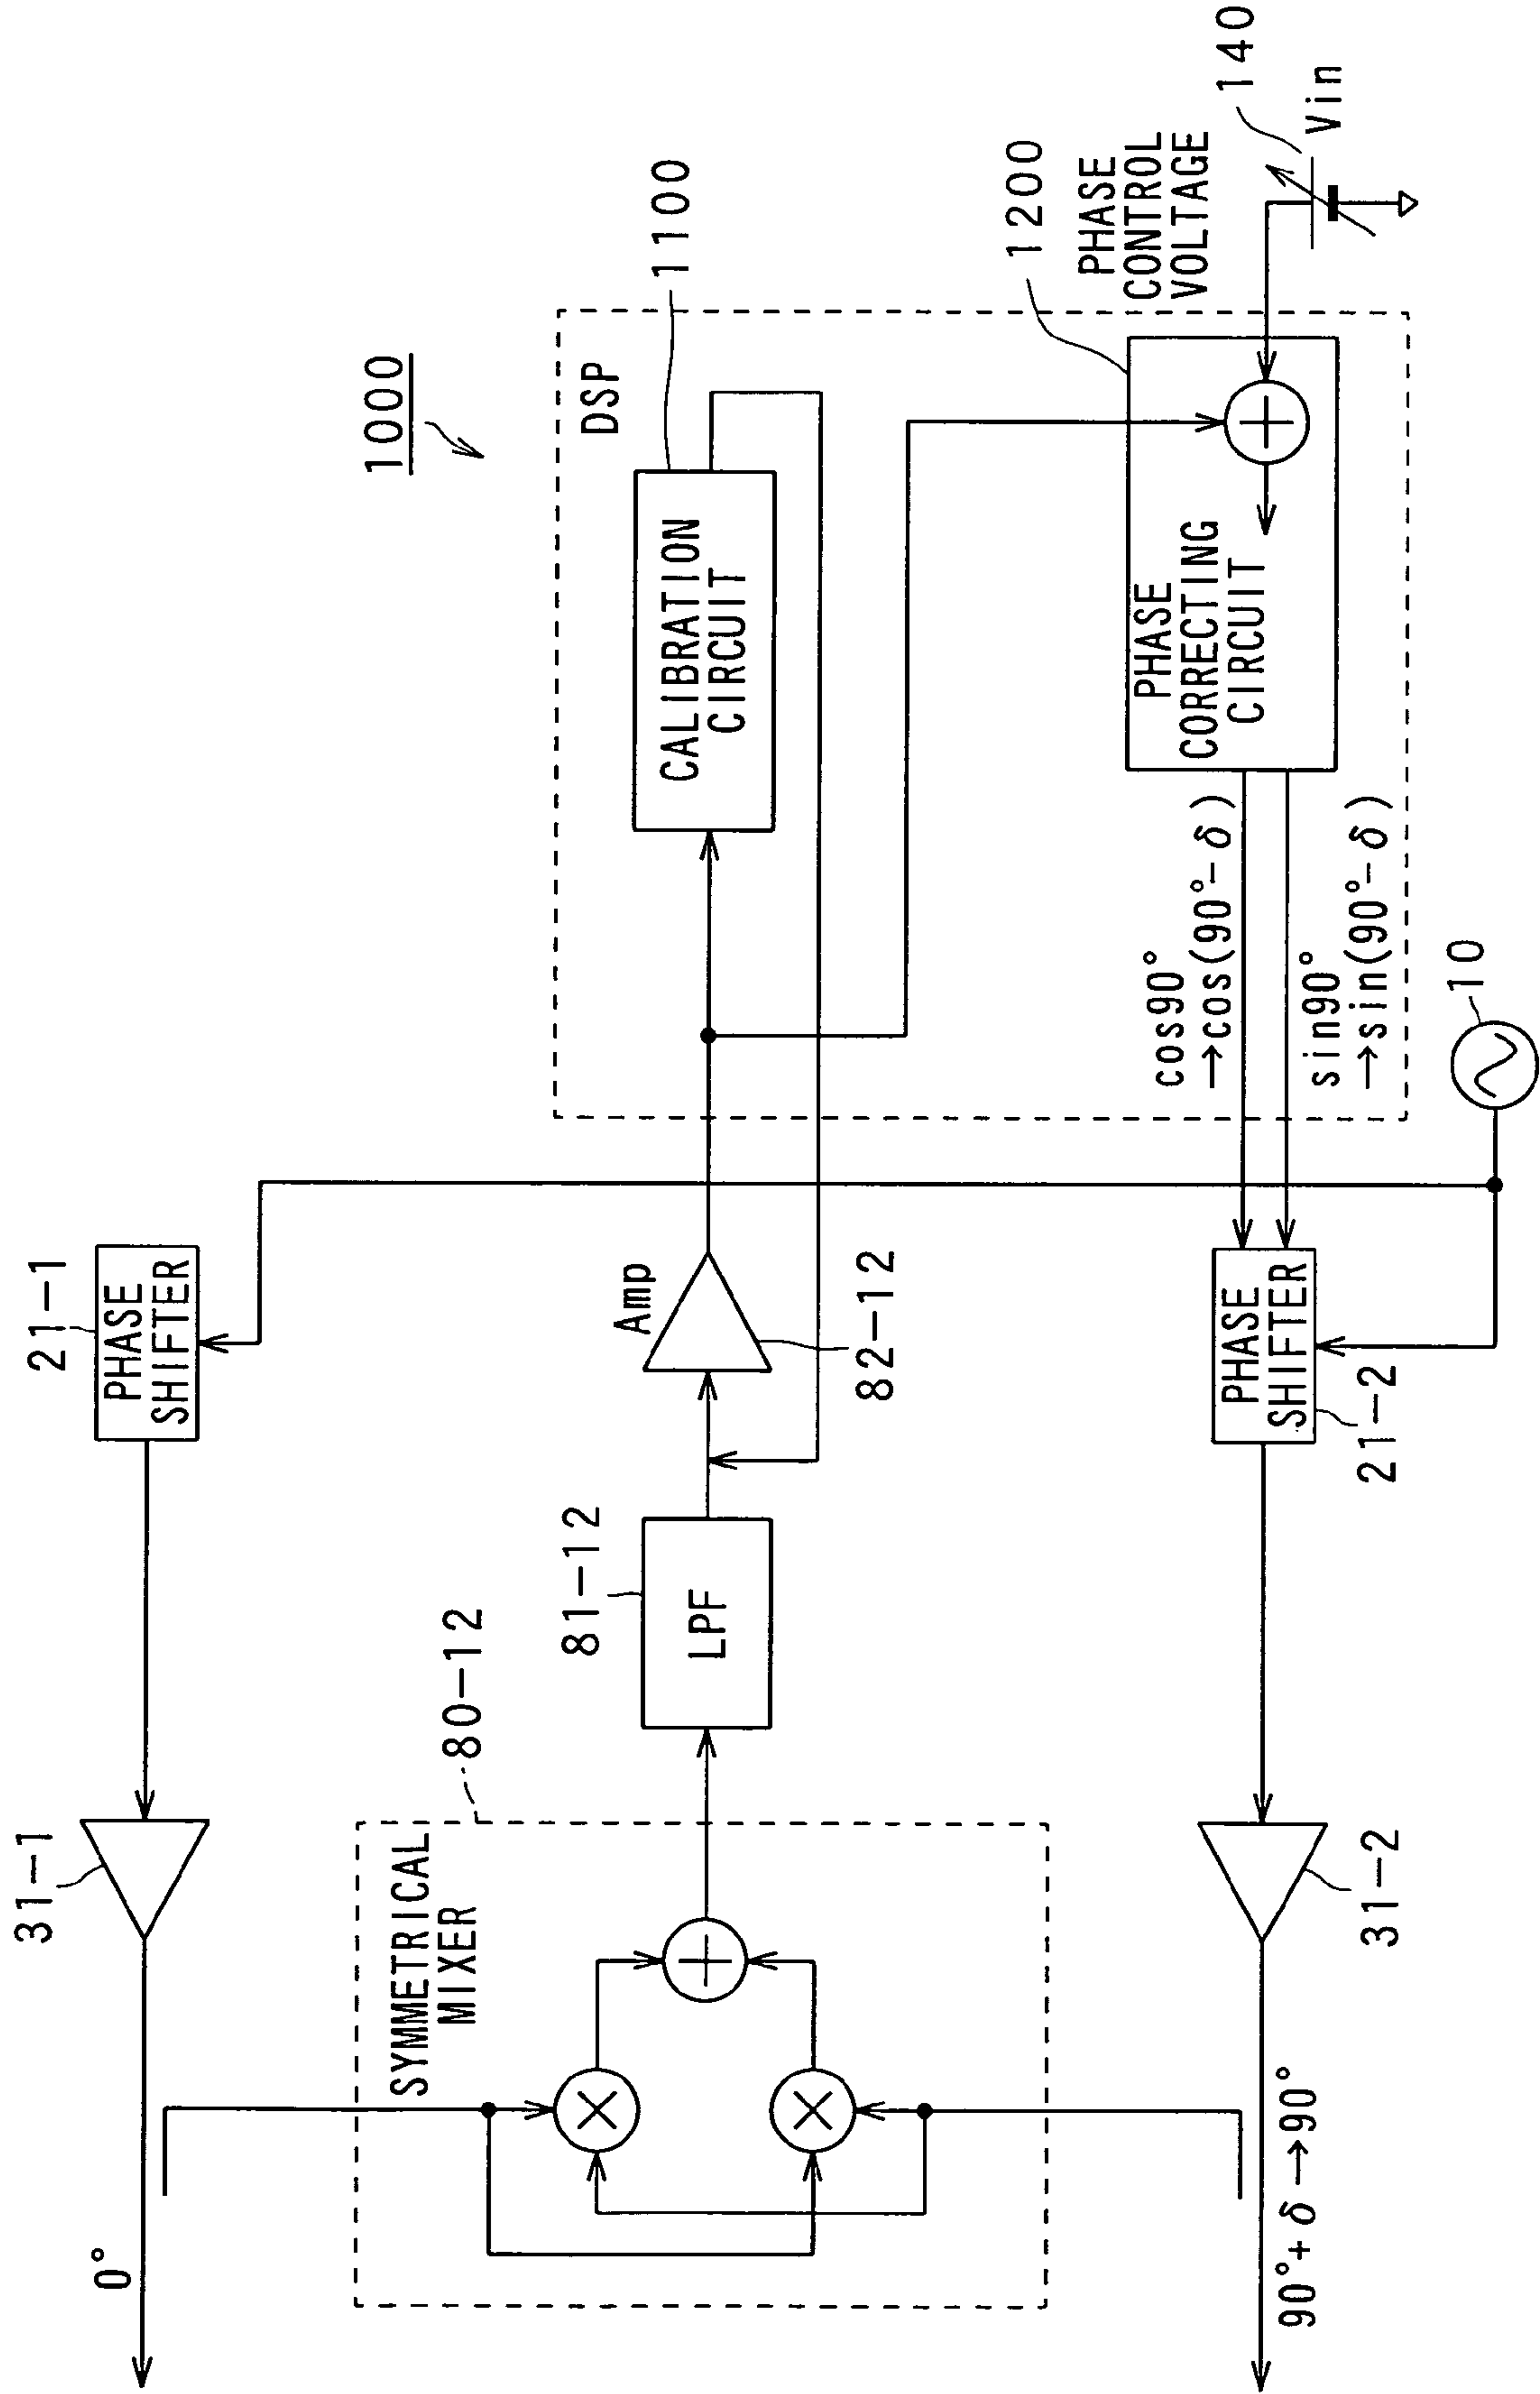 1000
0°
31-1
21-1
PHASE
SHIFTER
SYMMETRICAL
MIXER
80-12
81-12
LPF
Amp
82-12
DSP
CALIBRATION
CIRCUIT
1100
1200
PHASE
CONTROL
VOLTAGE
140
Vin
PHASE
CORRECTING
CIRCUIT
cos90°
→cos(90°-δ)
sin90°
→sin(90°-δ)
10
PHASE
SHIFTER
21-2
31-2
90°+δ→90°